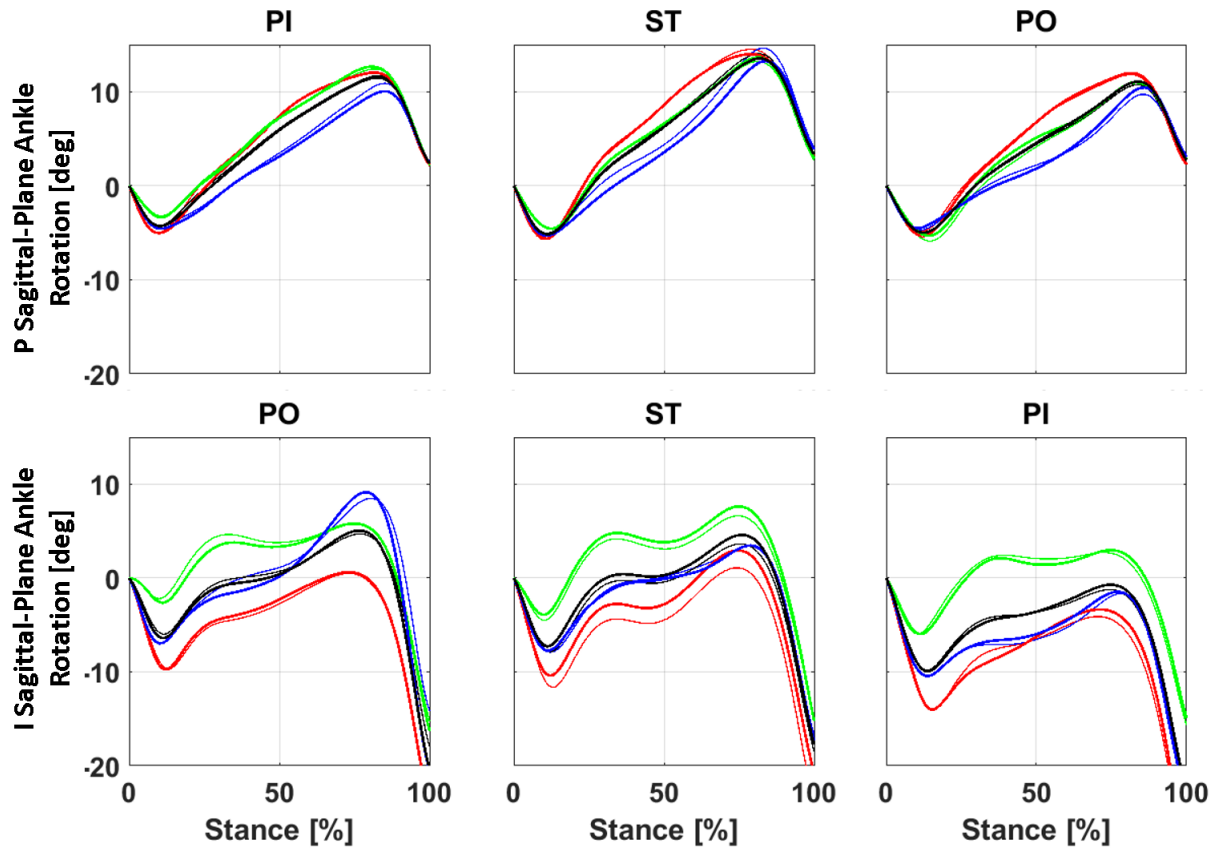 PI
ST
PO
P Sagittal-Plane Ankle
Rotation [deg]
10
0
-10
-20
PO
ST
PI
I Sagittal-Plane Ankle
Rotation [deg]
10
0
-10
-20
0
50
100
0
50
100
0
50
100
Stance [%]
Stance [%]
Stance [%]